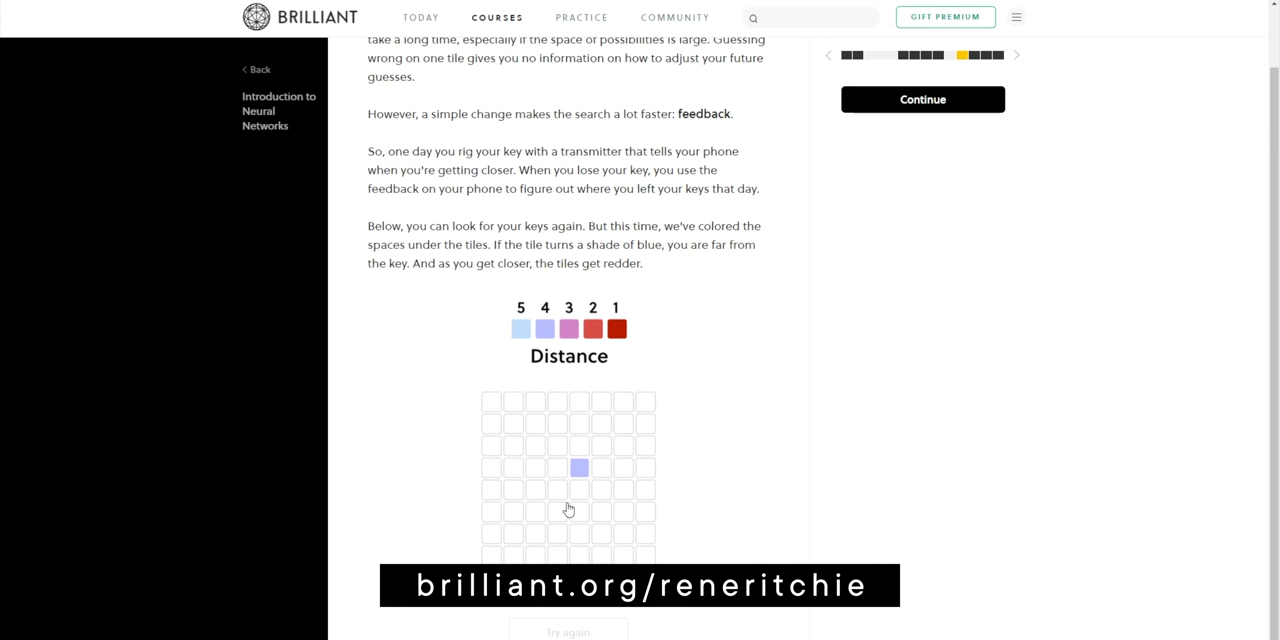 BRILLIANT
TODAY
COURSES
PRACTICE
COMMUNITY
GIFT PREMIUM
Back
Introduction to
Neural
Networks
take a long time, especially if the space of possibilities is large. Guessing
wrong on one tile gives you no information on how to adjust your future
guesses.
However, a simple change makes the search a lot faster: feedback.
So, one day you rig your key with a transmitter that tells your phone
when you're getting closer. When you lose your key, you use the
feedback on your phone to figure out where you left your keys that day.
Below, you can look for your keys again. But this time, we've colored the
spaces under the tiles. If the tile turns a shade of blue, you are far from
the key. And as you get closer, the tiles get redder.
5 4 3 2 1
Distance
Continue
brilliant.org/reneritchie
Try again